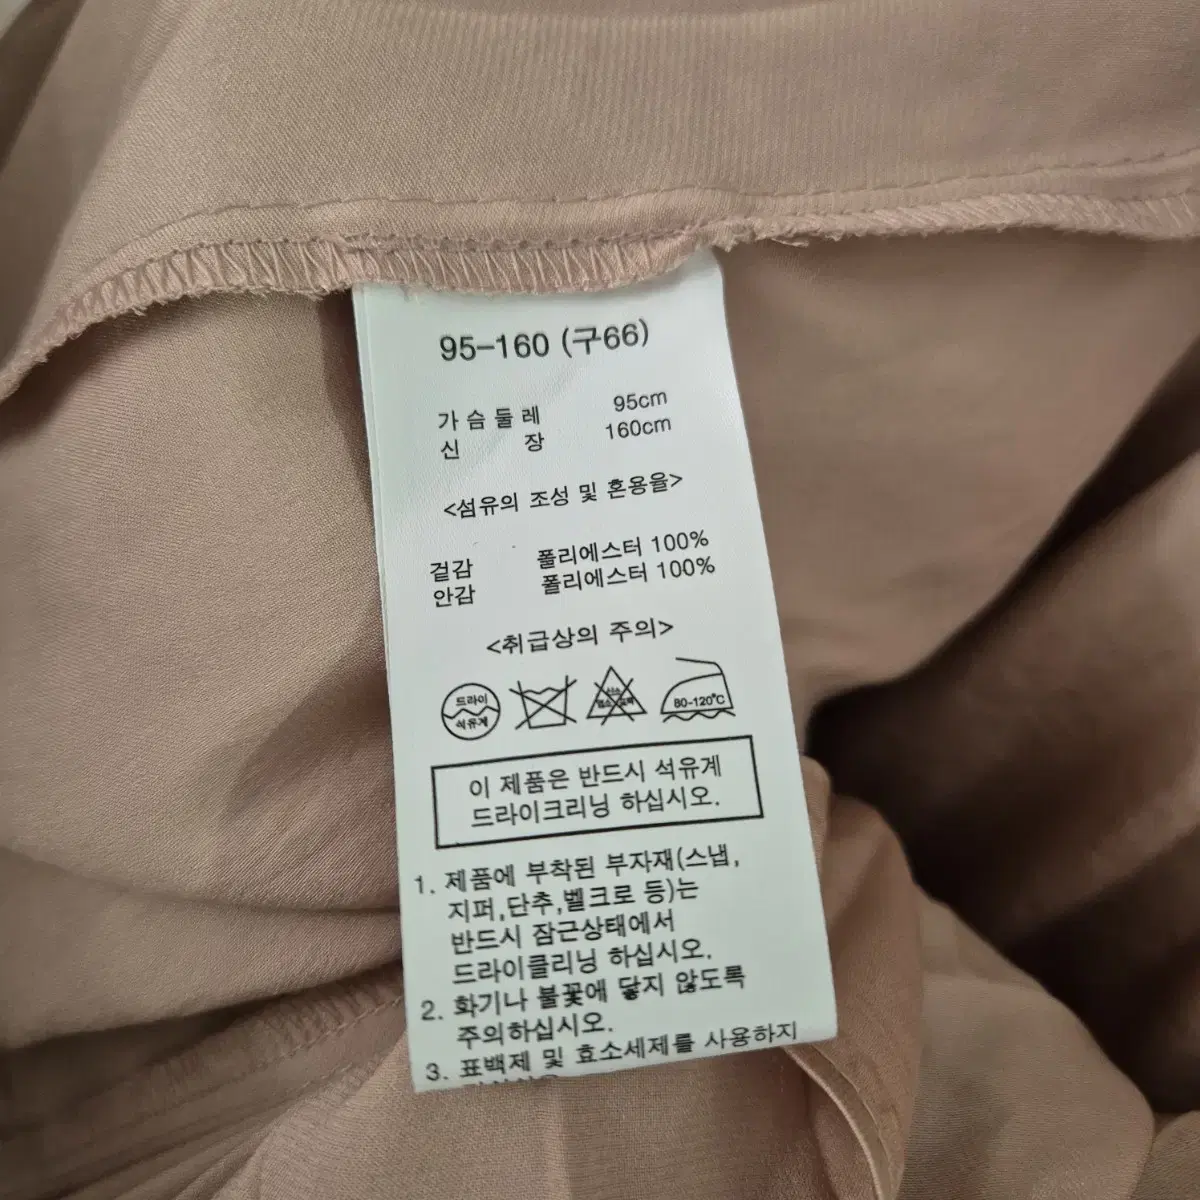 95-160 (구66)
가슴둘레 95cm
신 장 160cm
<섬유의 조성 및 혼용율>
겉감 폴리에스터 100%
안감 폴리에스터 100%
<취급상의 주의>
드라이
석유계
80-120℃
이 제품은 반드시 석유계
드라이크리닝 하십시오.
1. 제품에 부착된 부자재(스냅,
지퍼,단추,벨크로 등)는
반드시 잠근상태에서
드라이클리닝 하십시오.
2. 화기나 불꽃에 닿지 않도록
주의하십시오.
3. 표백제 및 효소세제를 사용하지